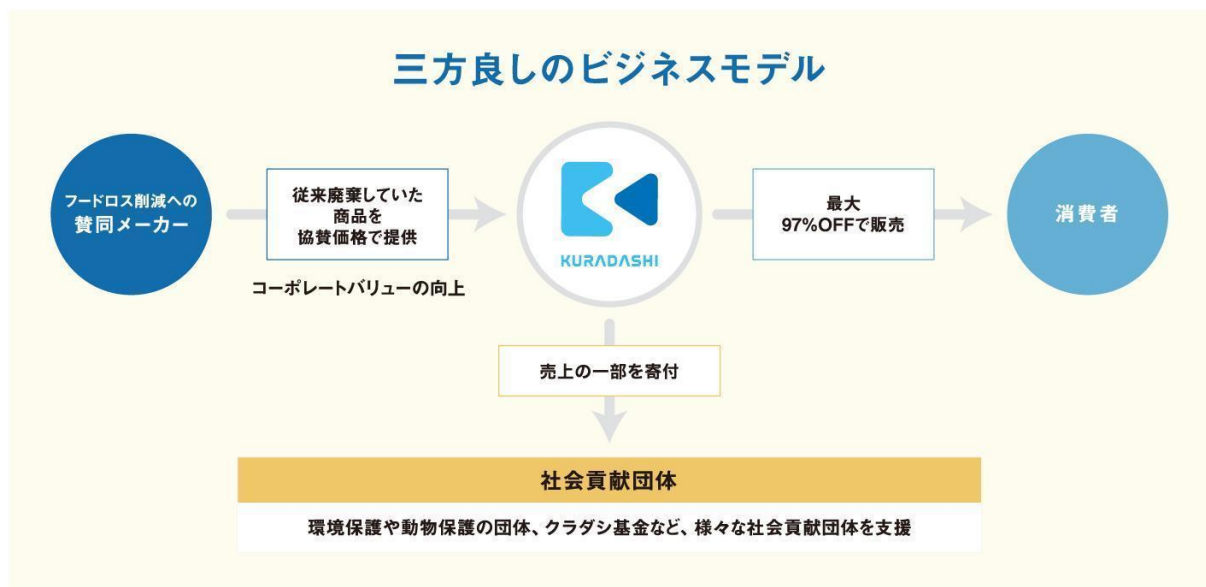 三方良しのビジネスモデル
フードロス削減への
賛同メーカー
従来廃棄していた
商品を
協賛価格で提供
コーポレートバリューの向上
KURADASHI
最大
97%OFFで販売
消費者
売上の一部を寄付
社会貢献団体
環境保護や動物保護の団体、クラダシ基金など、様々な社会貢献団体を支援